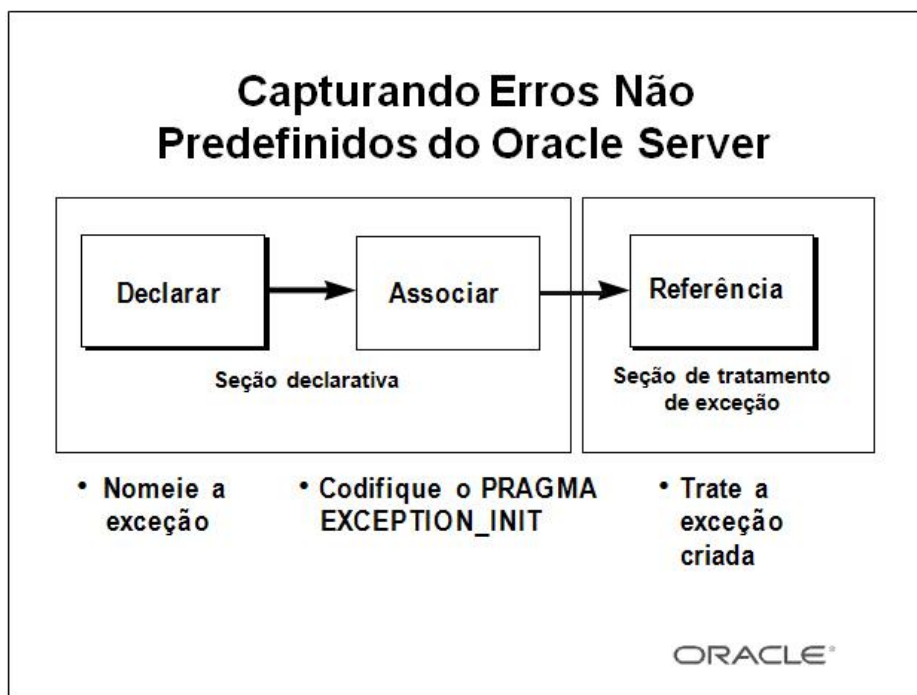 Capturando Erros Não
Predefinidos do Oracle Server
Declarar
Associar
Referência
Seção declarativa
Seção de tratamento
de exceção
• Nomeie a
exceção
• Codifique o PRAGMA
EXCEPTION_INIT
• Trate a
exceção
criada
ORACLE®